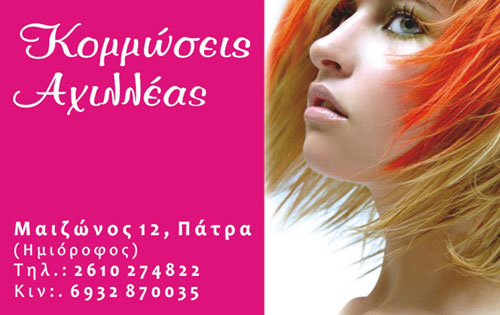 Κομμώσεις
Αχιλλέας
Μαιζώνος 12, Πάτρα
(Ημιόροφος)
Τηλ.: 2610 274822
Κιν:. 6932 870035